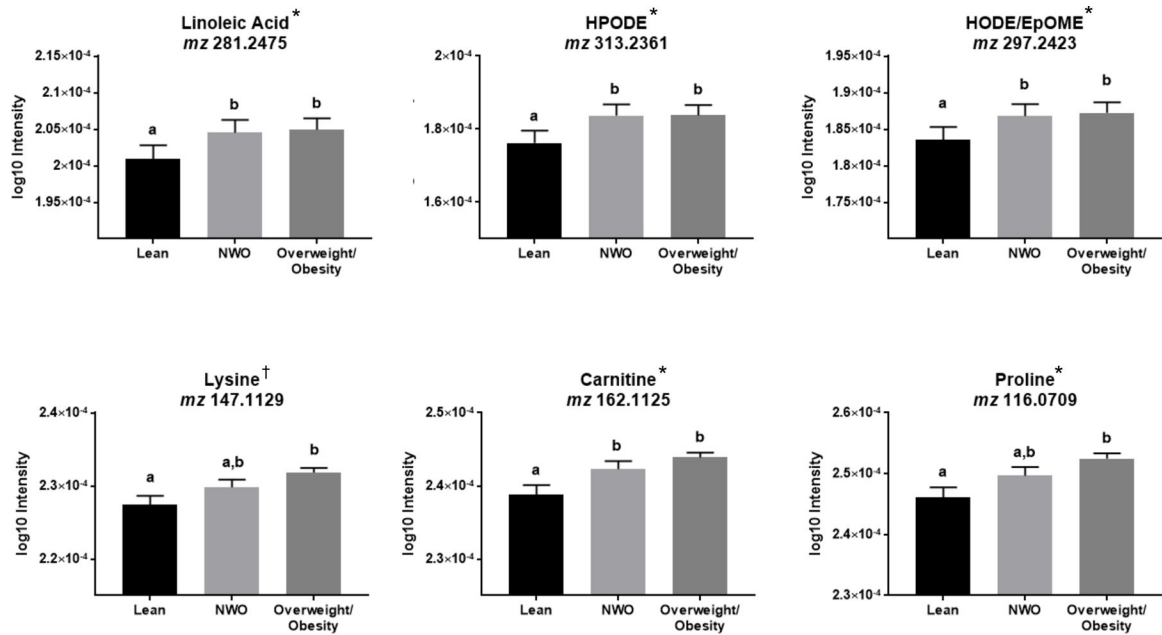 Linoleic Acid*
mz 281.2475
2.15×10⁻⁴
2.1×10⁻⁴
2.05×10⁻⁴
2×10⁻⁴
1.95×10⁻⁴
log10 Intensity
a
b
b
Lean
NWO
Overweight/
Obesity
HPODE*
mz 313.2361
2×10⁻⁴
1.8×10⁻⁴
1.6×10⁻⁴
a
b
b
Lean
NWO
Overweight/
Obesity
HODE/EpOME*
mz 297.2423
1.95×10⁻⁴
1.9×10⁻⁴
1.85×10⁻⁴
1.8×10⁻⁴
1.75×10⁻⁴
log10 Intensity
a
b
b
Lean
NWO
Overweight/
Obesity
Lysine†
mz 147.1129
2.4×10⁻⁴
2.3×10⁻⁴
2.2×10⁻⁴
log10 Intensity
a
a,b
b
Lean
NWO
Overweight/
Obesity
Carnitine*
mz 162.1125
2.5×10⁻⁴
2.4×10⁻⁴
2.3×10⁻⁴
log10 Intensity
a
b
b
Lean
NWO
Overweight/
Obesity
Proline*
mz 116.0709
2.6×10⁻⁴
2.5×10⁻⁴
2.4×10⁻⁴
2.3×10⁻⁴
log10 Intensity
a
a,b
b
Lean
NWO
Overweight/
Obesity